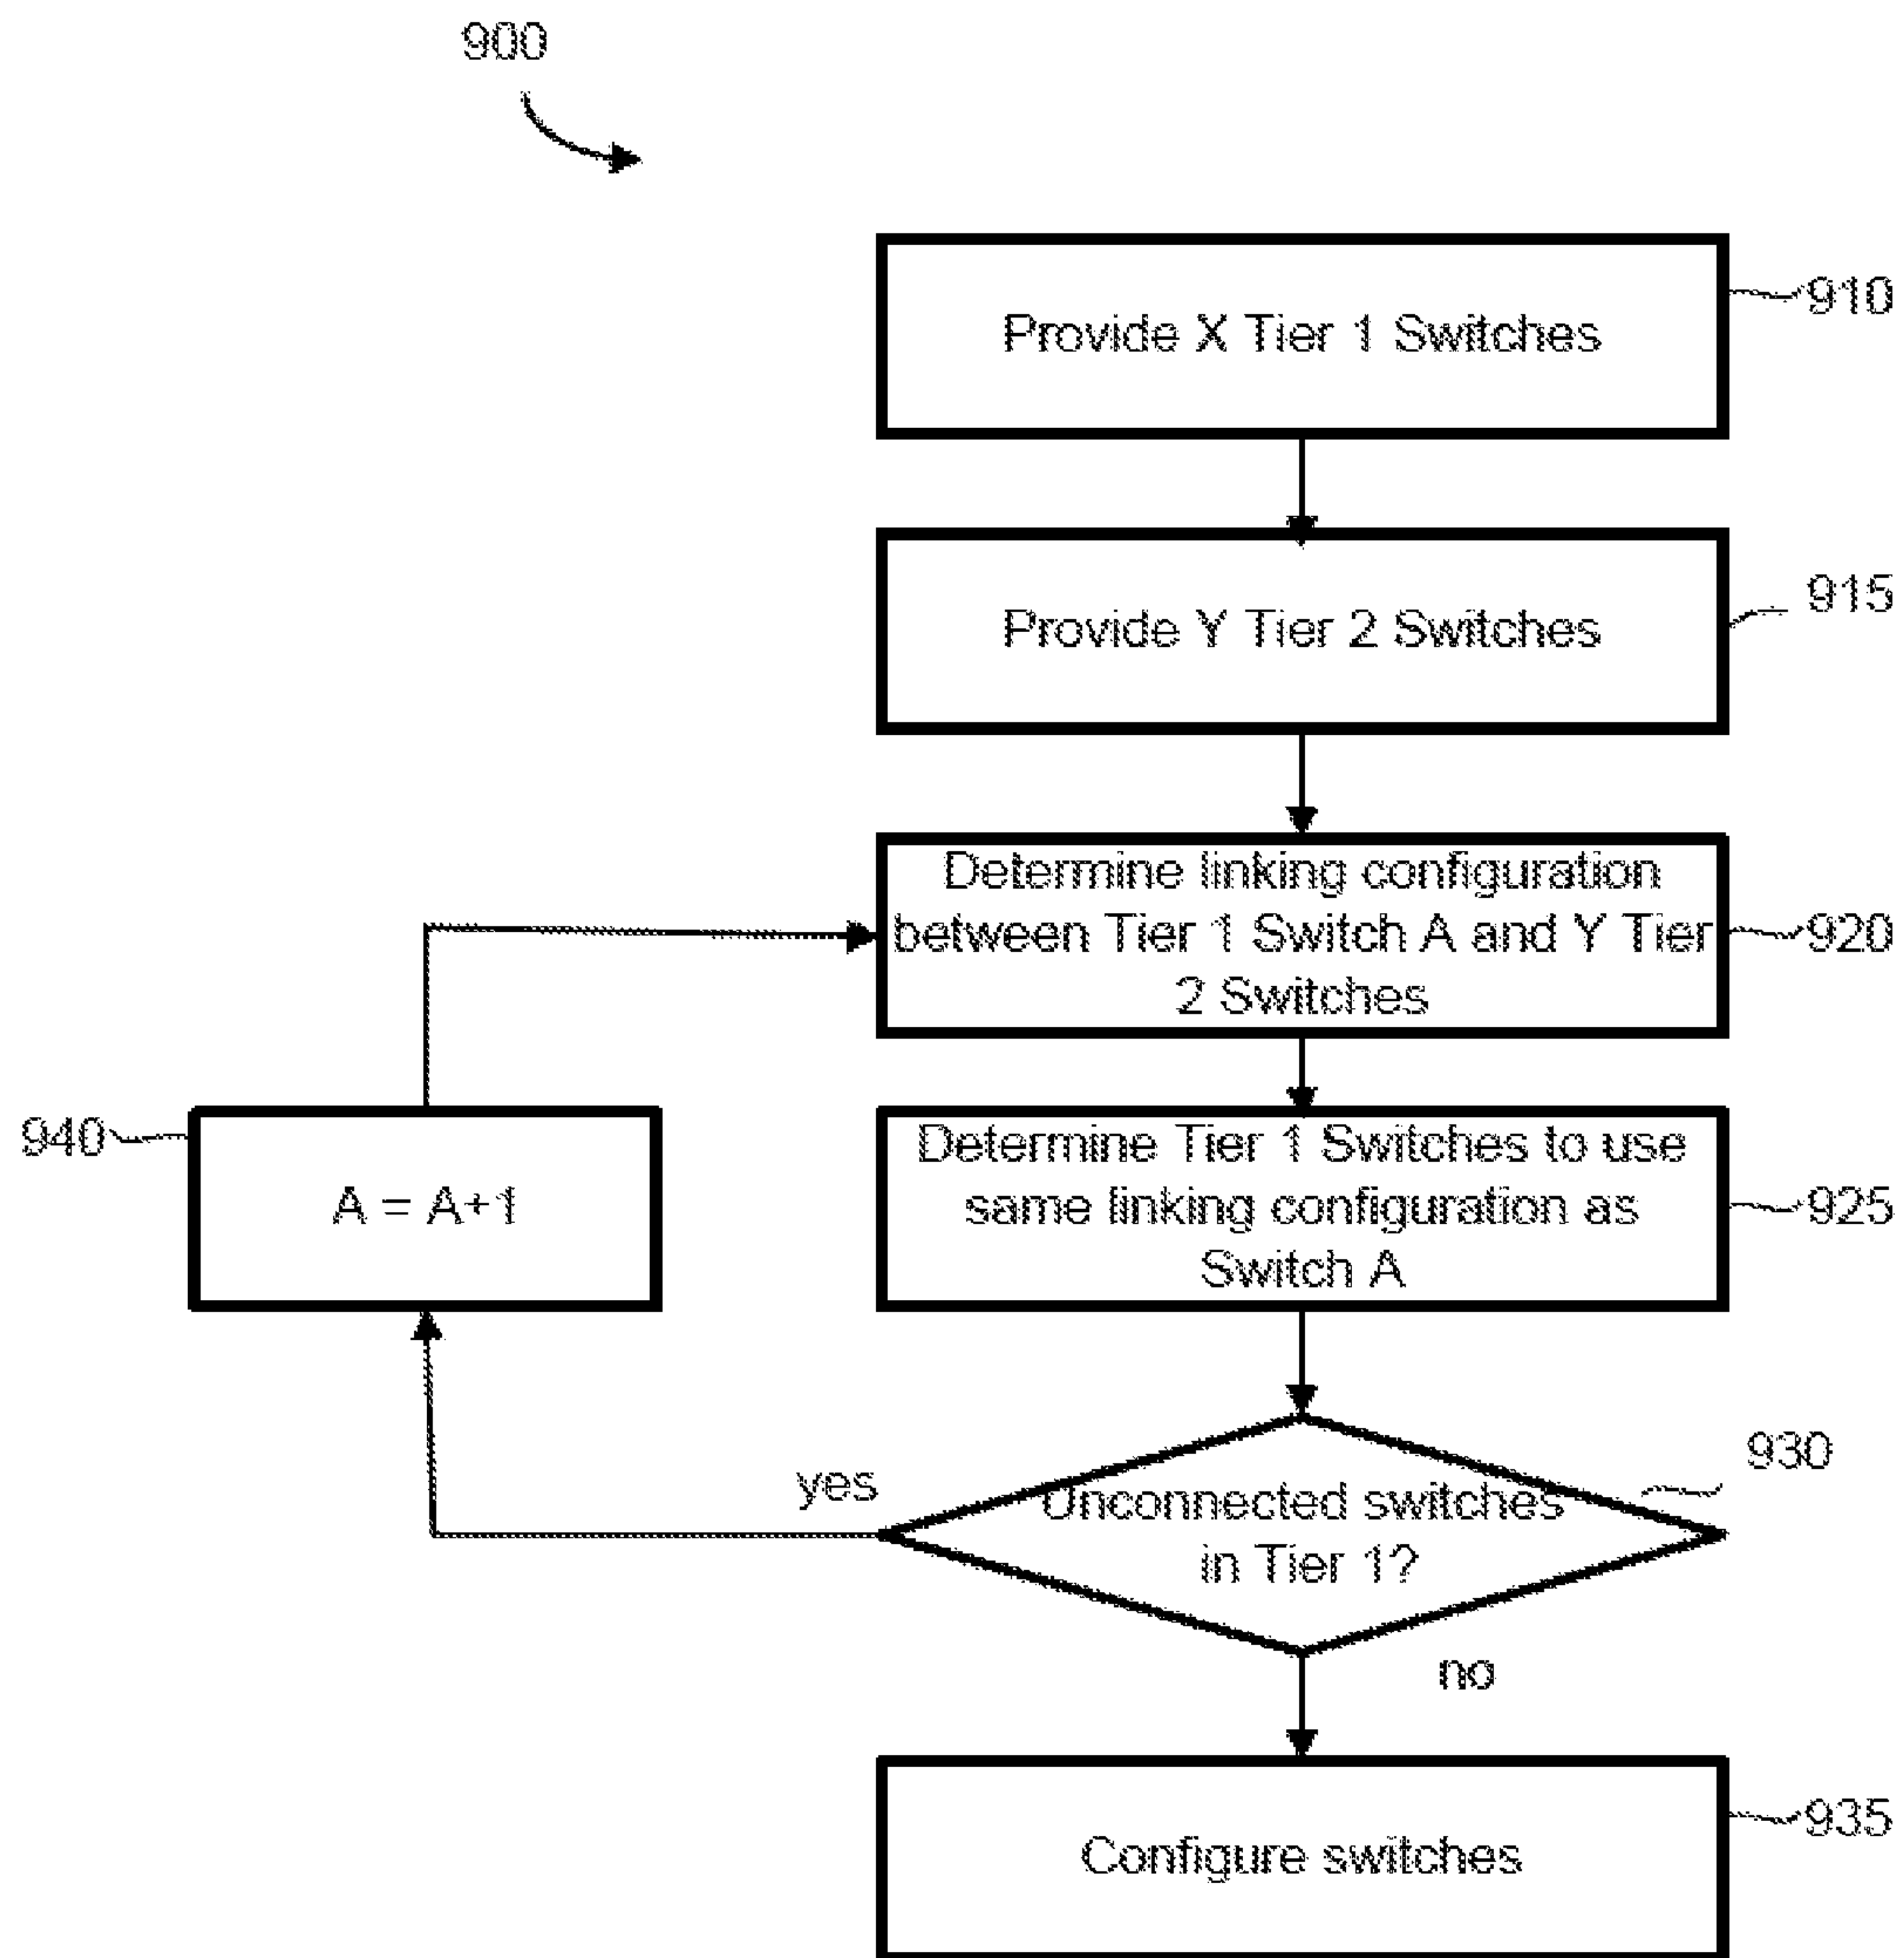 900
Provide X Tier 1 Switches
910
Provide Y Tier 2 Switches
915
Determine linking configuration
between Tier 1 Switch A and Y Tier
2 Switches
920
940
A = A+1
Determine Tier 1 Switches to use
same linking configuration as
Switch A
925
yes
Unconnected switches
in Tier 1?
930
no
Configure switches
935